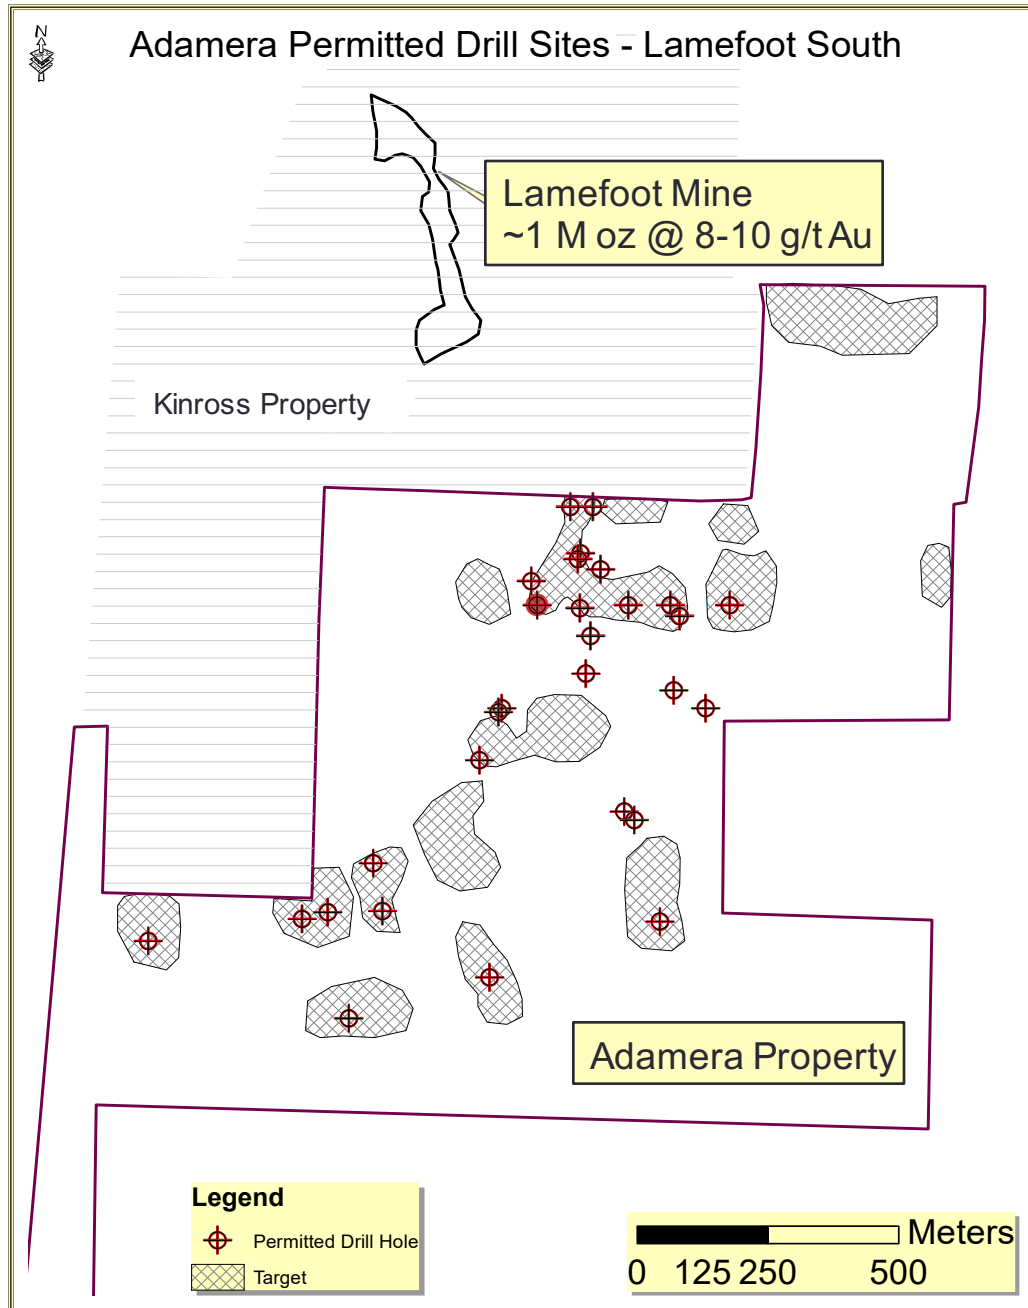 N
Adamera Permitted Drill Sites - Lamefoot South
Lamefoot Mine
~1 M oz @ 8-10 g/t Au
Kinross Property
Adamera Property
Legend
Permitted Drill Hole
Target
Meters
0 125 250 500